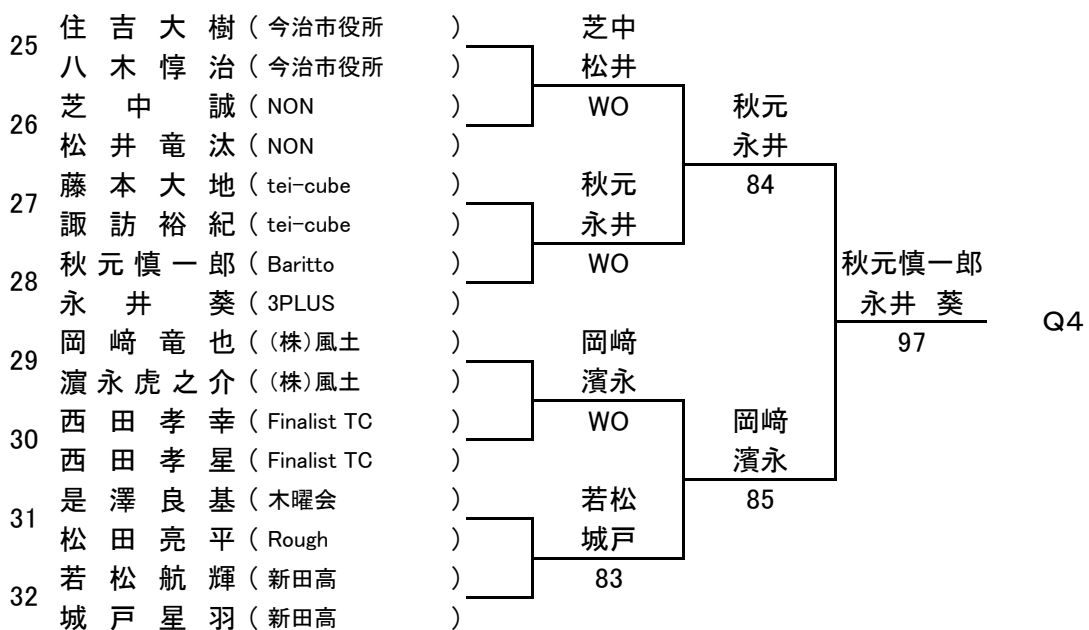 25 住吉大樹 ( 今治市役所 )
八木惇治 ( 今治市役所 )
26 芝中誠 ( NON )
松井竜汰 ( NON )
27 藤本大地 ( tei-cube )
諏訪裕紀 ( tei-cube )
28 秋元慎一郎 ( Baritto )
永井葵 ( 3PLUS )
29 岡﨑竜也 ( (株)風土 )
濵永虎之介 ( (株)風土 )
30 西田孝幸 ( Finalist TC )
西田孝星 ( Finalist TC )
31 是澤良基 ( 木曜会 )
松田亮平 ( Rough )
32 若松航輝 ( 新田高 )
城戸星羽 ( 新田高 )
芝中
松井
WO
秋元
永井
WO
岡﨑
濵永
WO
若松
城戸
83
秋元
永井
84
岡﨑
濵永
85
秋元慎一郎
永井 葵
97
Q4